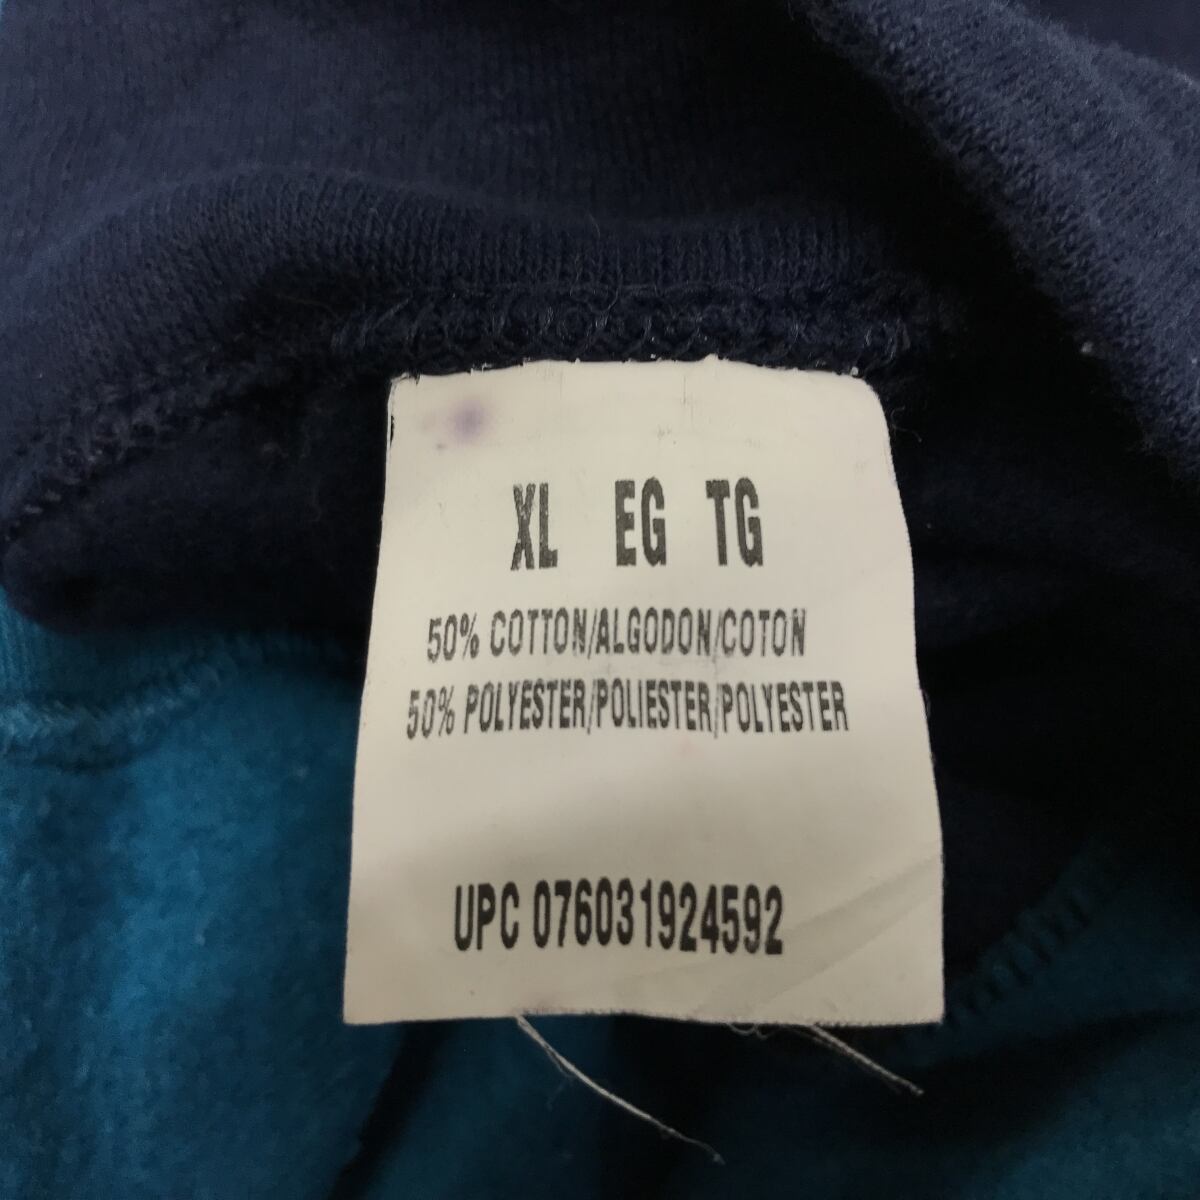 XL EG TG
50% COTTON/ALGODON/COTON
50% POLYESTER/POLIESTER/POLYESTER
UPC 076031924592